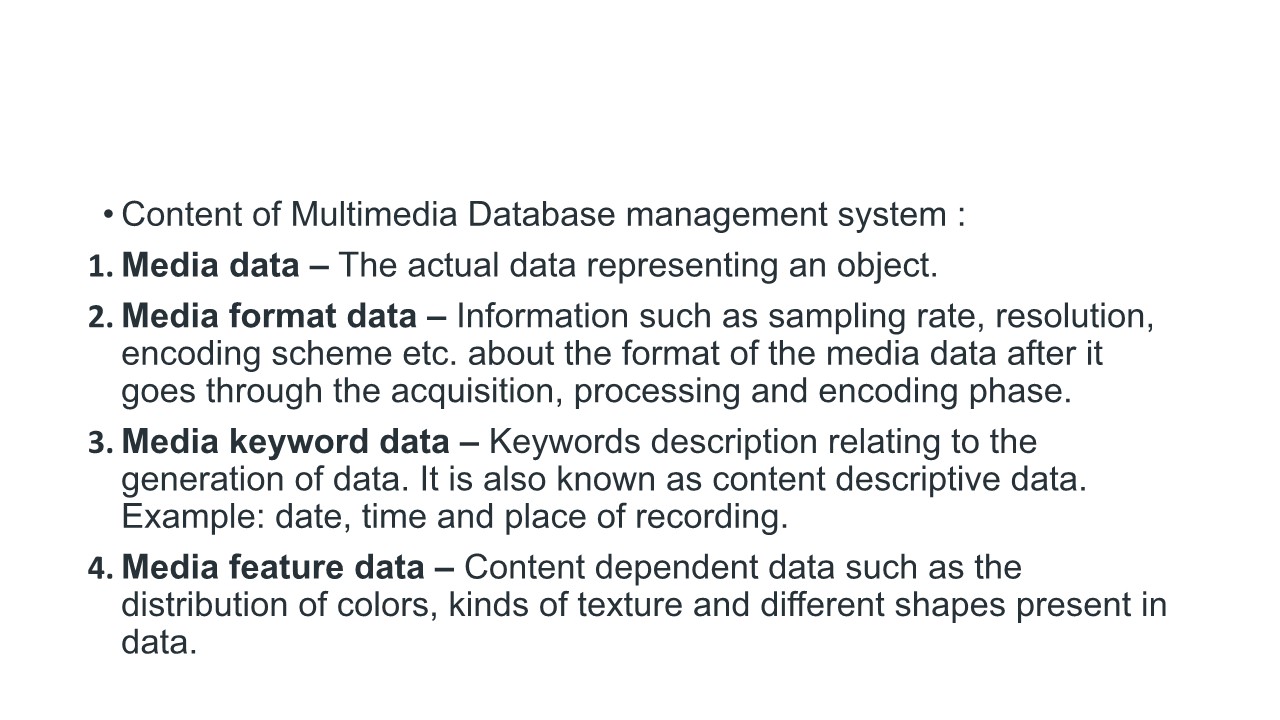 • Content of Multimedia Database management system :
1. Media data – The actual data representing an object.
2. Media format data – Information such as sampling rate, resolution,
encoding scheme etc. about the format of the media data after it
goes through the acquisition, processing and encoding phase.
3. Media keyword data – Keywords description relating to the
generation of data. It is also known as content descriptive data.
Example: date, time and place of recording.
4. Media feature data – Content dependent data such as the
distribution of colors, kinds of texture and different shapes present in
data.